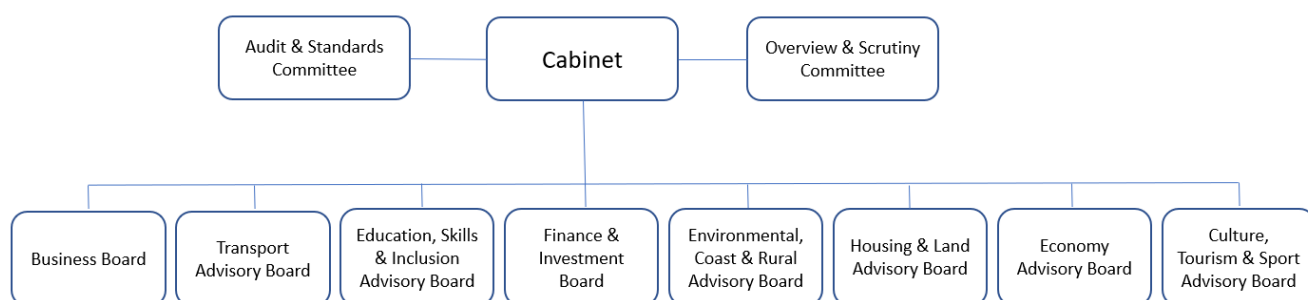 Audit & Standards
Committee
Cabinet
Overview & Scrutiny
Committee
Business Board
Transport
Advisory Board
Education, Skills
& Inclusion
Advisory Board
Finance &
Investment
Board
Environmental,
Coast & Rural
Advisory Board
Housing & Land
Advisory Board
Economy
Advisory Board
Culture,
Tourism & Sport
Advisory Board